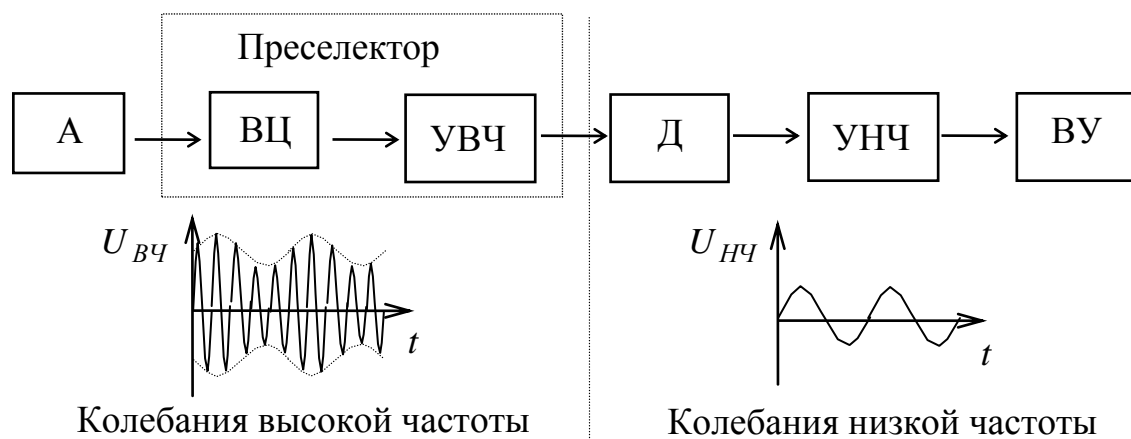 Преселектор
А
ВЦ
УВЧ
Д
УНЧ
ВУ
U ВЧ
t
U НЧ
t
Колебания высокой частоты
Колебания низкой частоты